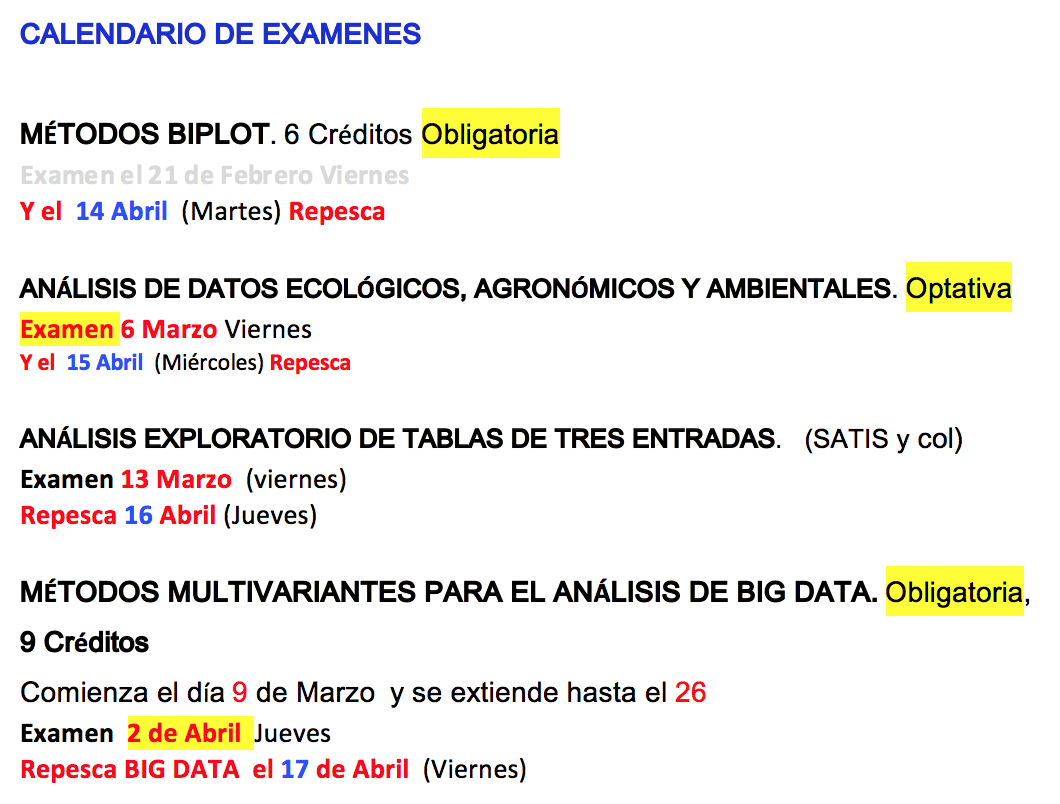 CALENDARIO DE EXAMENES
MÉTODOS BIPLOT. 6 Créditos Obligatoria
Examen el 21 de Febrero Viernes
Y el 14 Abril (Martes) Repesca
ANÁLISIS DE DATOS ECOLÓGICOS, AGRONÓMICOS Y AMBIENTALES. Optativa
Examen 6 Marzo Viernes
Y el 15 Abril (Miércoles) Repesca
ANÁLISIS EXPLORATORIO DE TABLAS DE TRES ENTRADAS. (SATIS y col)
Examen 13 Marzo (viernes)
Repesca 16 Abril (Jueves)
MÉTODOS MULTIVARIANTES PARA EL ANÁLISIS DE BIG DATA. Obligatoria,
9 Créditos
Comienza el día 9 de Marzo y se extiende hasta el 26
Examen 2 de Abril Jueves
Repesca BIG DATA el 17 de Abril (Viernes)